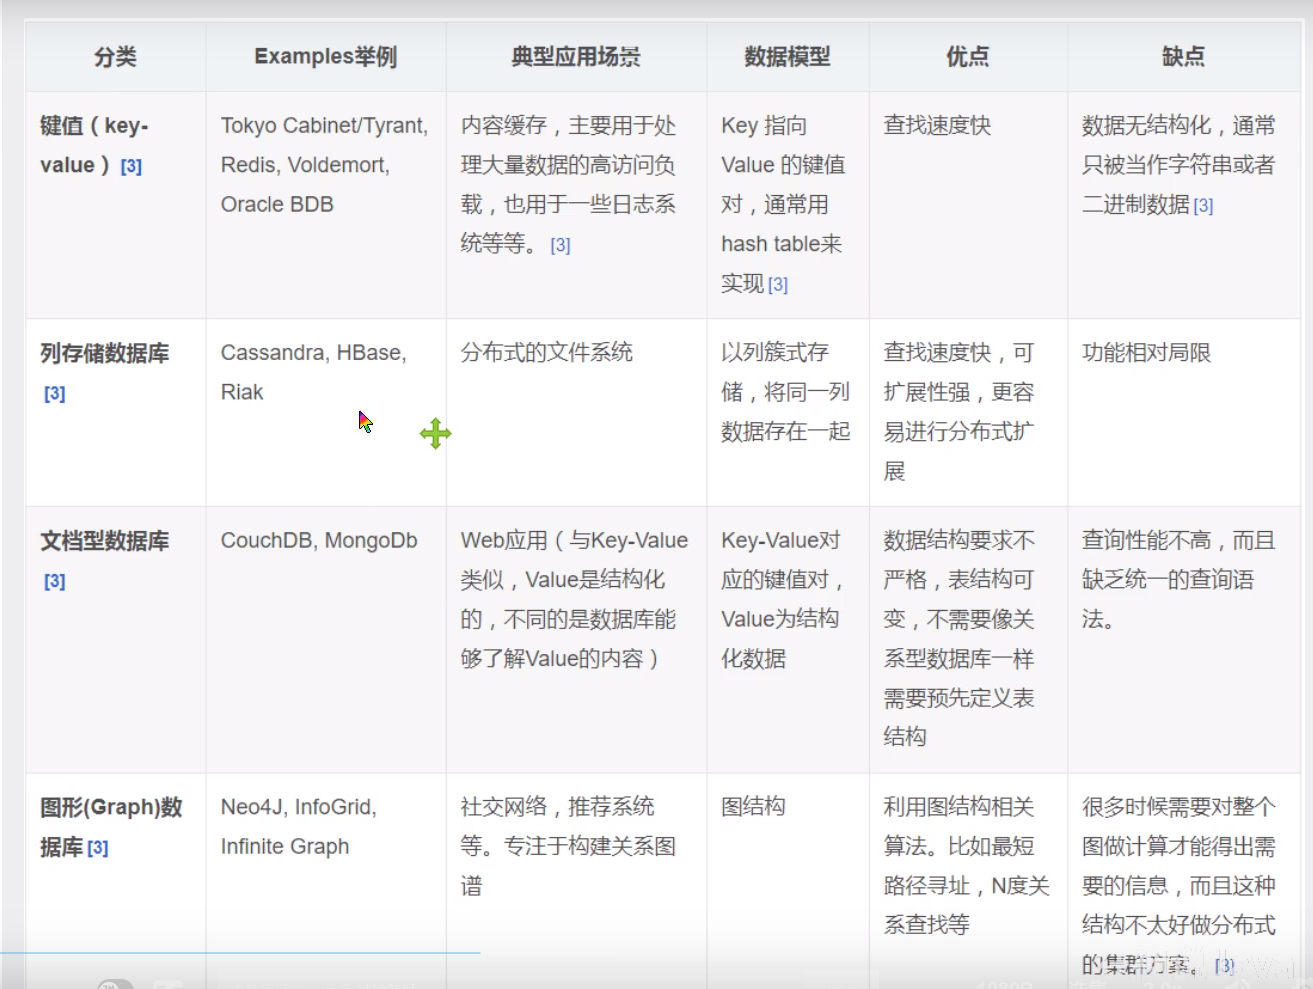 分类
Examples举例
典型应用场景
数据模型
优点
缺点
键值（key-
value）[3]
Tokyo Cabinet/Tyrant,
Redis, Voldemort,
Oracle BDB
内容缓存，主要用于处
理大量数据的高访问负
载，也用于一些日志系
统等等。[3]
Key 指向
Value 的键值
对，通常用
hash table来
实现[3]
查找速度快
数据无结构化，通常
只被当作字符串或者
二进制数据[3]
列存储数据库
[3]
Cassandra, HBase,
Riak
分布式的文件系统
以列簇式存
储，将同一列
数据存在一起
查找速度快，可
扩展性强，更容
易进行分布式扩
展
功能相对局限
文档型数据库
[3]
CouchDB, MongoDb
Web应用（与Key-Value
类似，Value是结构化
的，不同的是数据库能
够了解Value的内容）
Key-Value对
应的键值对，
Value为结构
化数据
数据结构要求不
严格，表结构可
变，不需要像关
系型数据库一样
需要预先定义表
结构
查询性能不高，而且
缺乏统一的查询语
法。
图形(Graph)数
据库[3]
Neo4J, InfoGrid,
Infinite Graph
社交网络，推荐系统
等。专注于构建关系图
谱
图结构
利用图结构相关
算法。比如最短
路径寻址，N度关
系查找等
很多时候需要对整个
图做计算才能得出需
要的信息，而且这种
结构不太好做分布式
的集群方案。[3]